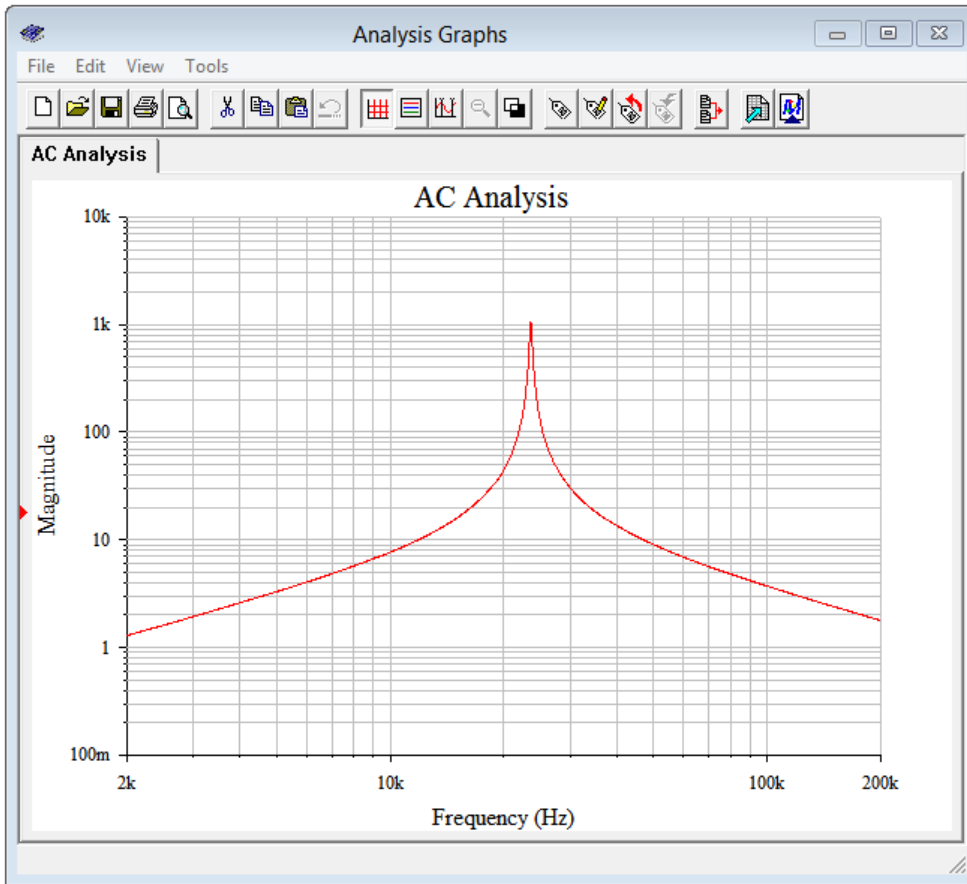 Analysis Graphs
File Edit View Tools
AC Analysis
AC Analysis
10k
1k
100
10
1
100m
Magnitude
2k 10k 100k 200k
Frequency (Hz)